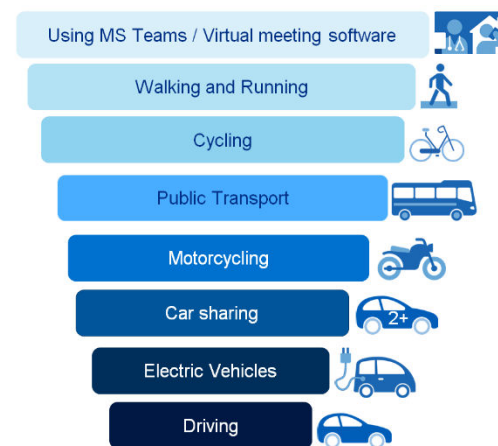 Using MS Teams / Virtual meeting software
Walking and Running
Cycling
Public Transport
Motorcycling
Car sharing
2+
Electric Vehicles
Driving